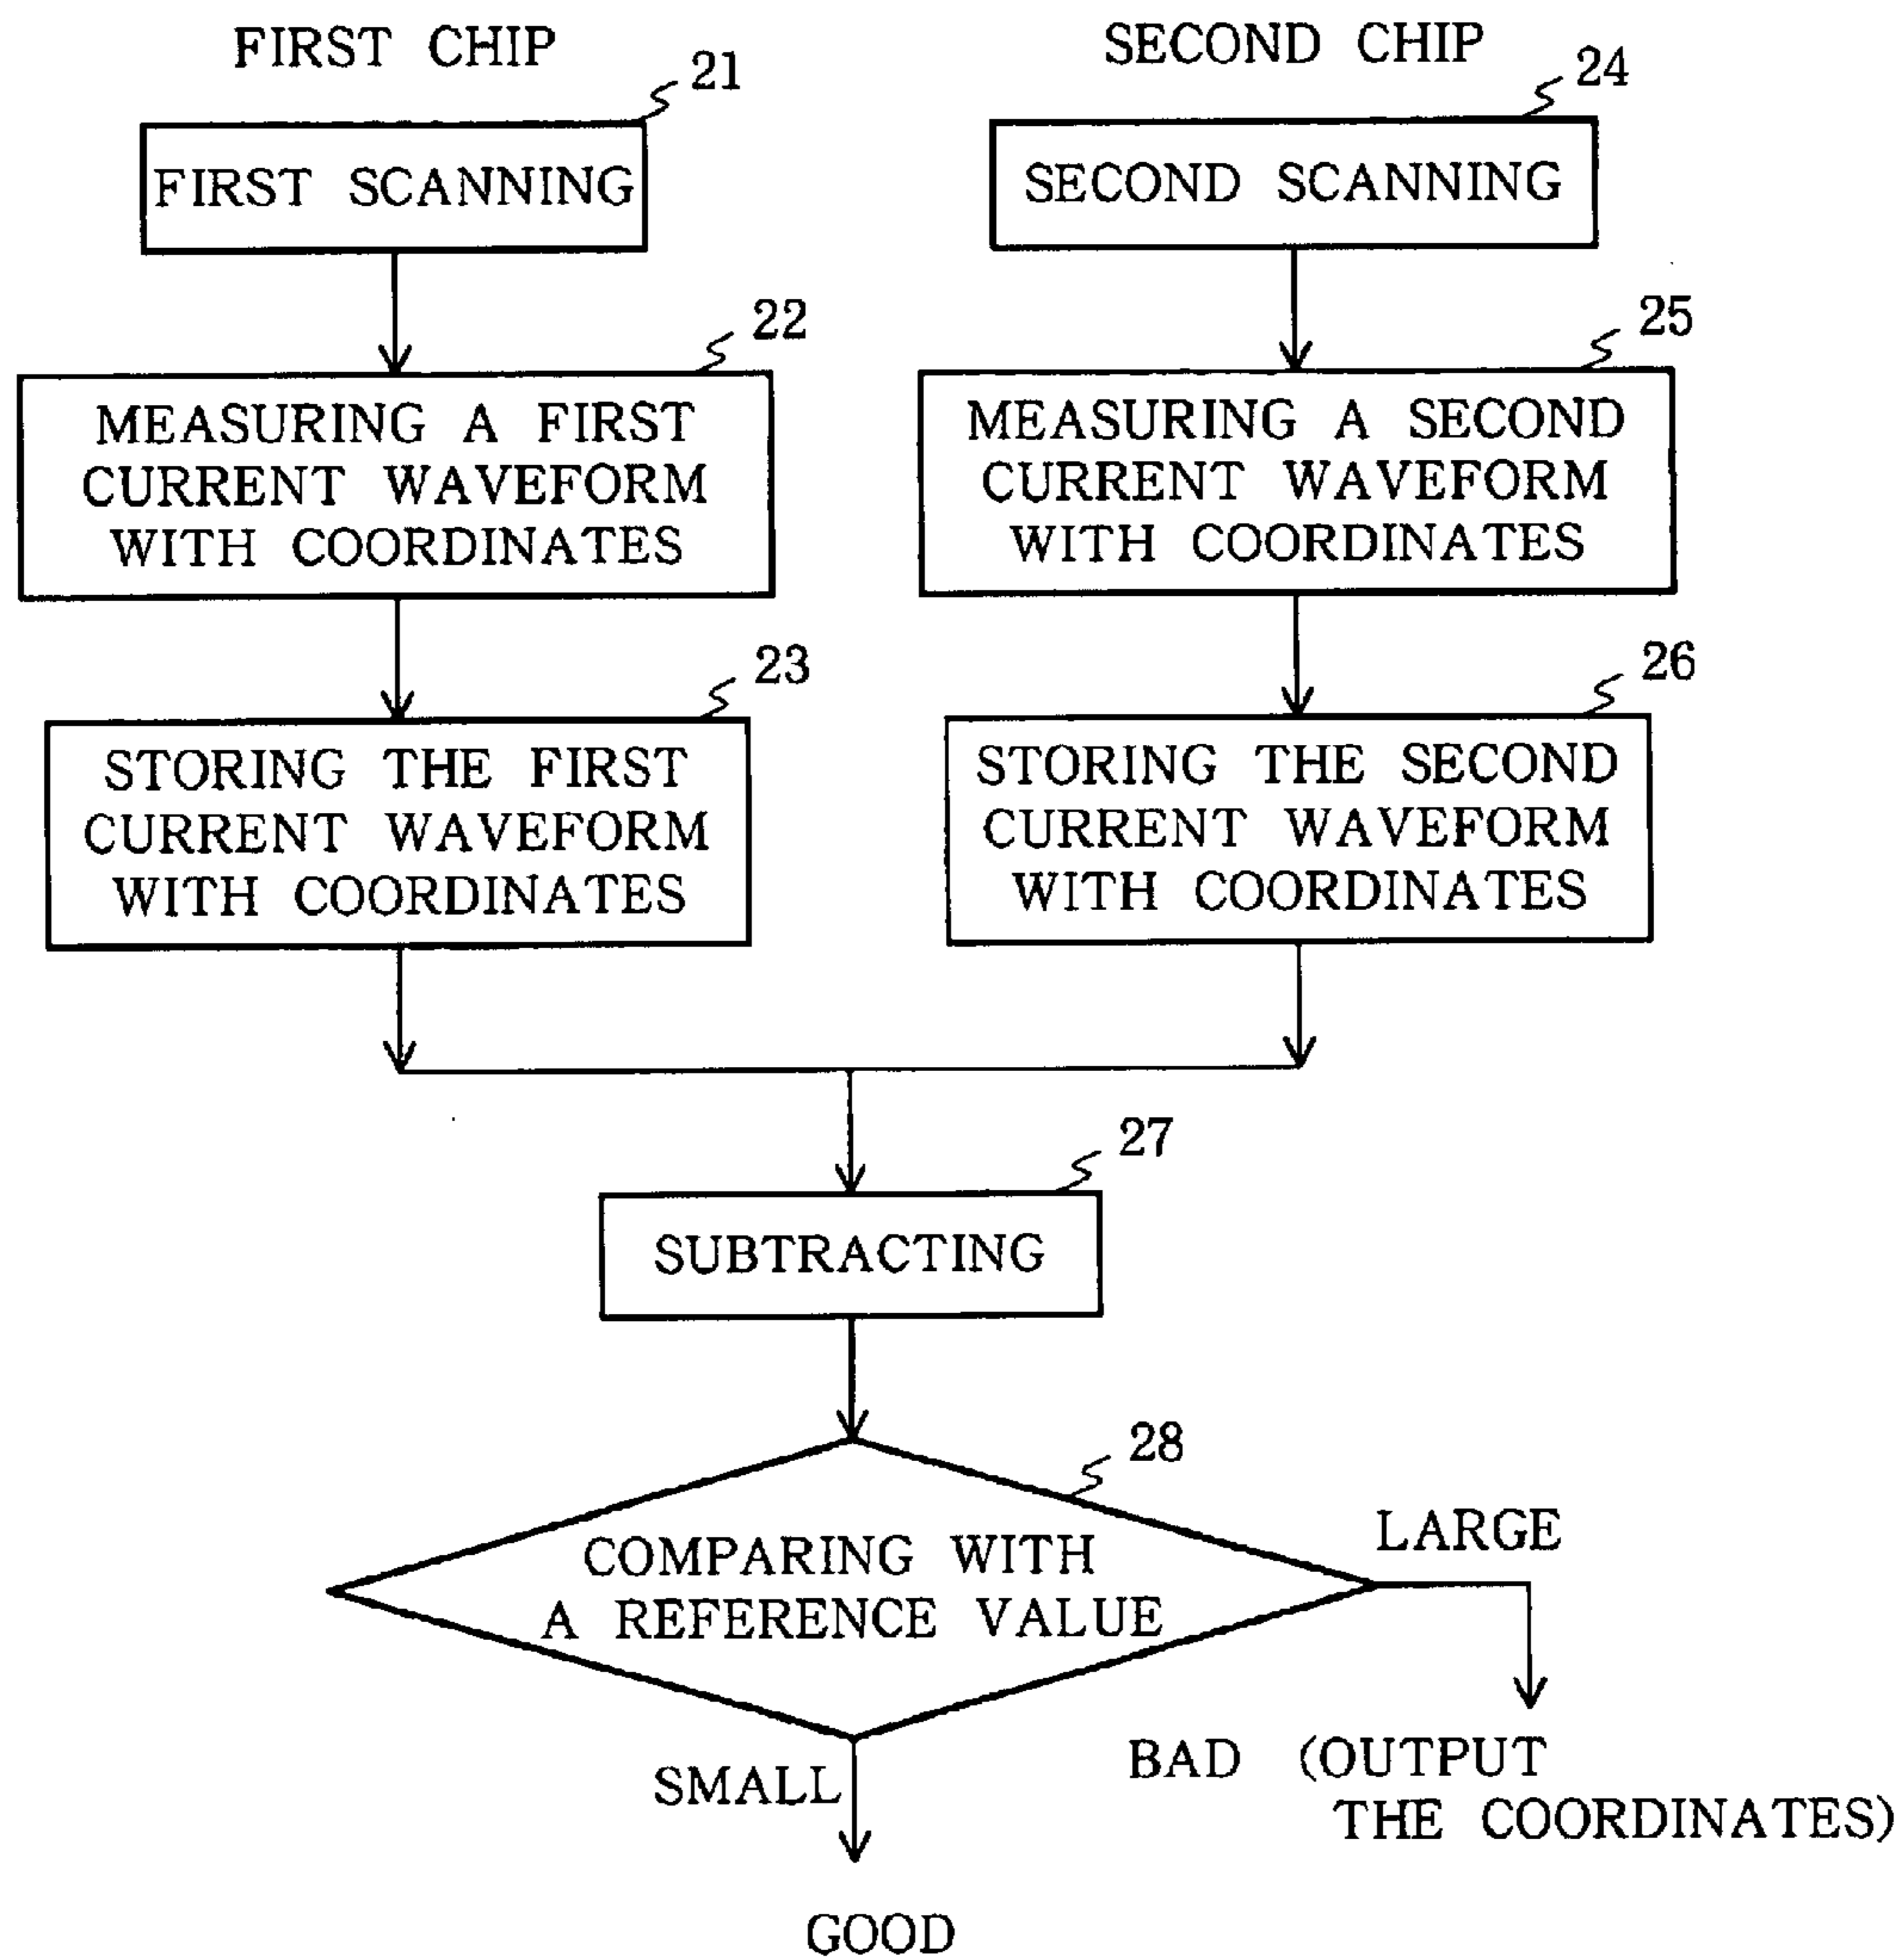 FIRST CHIP
21
FIRST SCANNING
22
MEASURING A FIRST
CURRENT WAVEFORM
WITH COORDINATES
23
STORING THE FIRST
CURRENT WAVEFORM
WITH COORDINATES
SECOND CHIP
24
SECOND SCANNING
25
MEASURING A SECOND
CURRENT WAVEFORM
WITH COORDINATES
26
STORING THE SECOND
CURRENT WAVEFORM
WITH COORDINATES
27
SUBTRACTING
28
COMPARING WITH
A REFERENCE VALUE
LARGE
BAD (OUTPUT
THE COORDINATES)
SMALL
GOOD